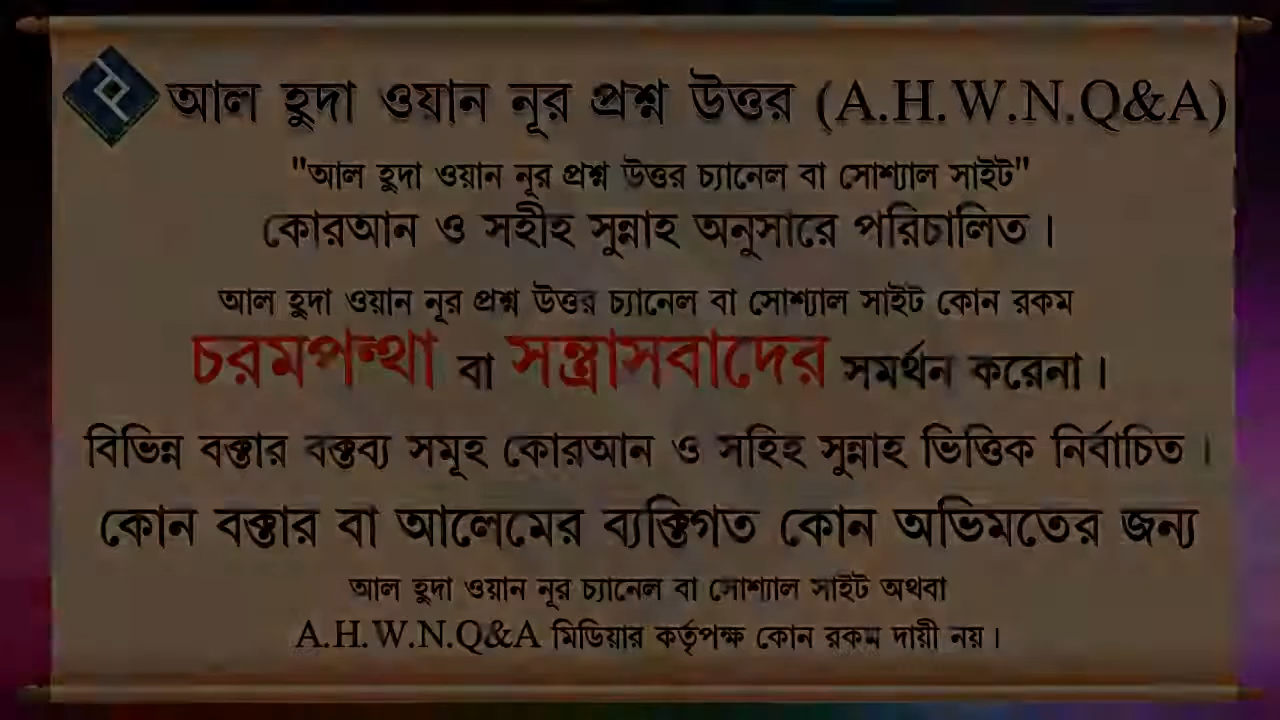 আল হুদা ওয়ান নূর প্রশ্ন উত্তর (A.H.W.N.Q&A)
"আল হুদা ওয়ান নূর প্রশ্ন উত্তর চ্যানেল বা সোশ্যাল সাইট"
কোরআন ও সহীহ সুন্নাহ অনুসারে পরিচালিত ।
আল হুদা ওয়ান নূর প্রশ্ন উত্তর চ্যানেল বা সোশ্যাল সাইট কোন রকম
চরমপন্থা বা সন্ত্রাসবাদের সমর্থন করেনা ।
বিভিন্ন বক্তার বক্তব্য সমূহ কোরআন ও সহিহ সুন্নাহ ভিত্তিক নির্বাচিত ।
কোন বক্তার বা আলেমের ব্যক্তিগত কোন অভিমতের জন্য
আল হুদা ওয়ান নূর চ্যানেল বা সোশ্যাল সাইট অথবা
A.H.W.N.Q&A মিডিয়ার কর্তৃপক্ষ কোন রকম দায়ী নয় ।